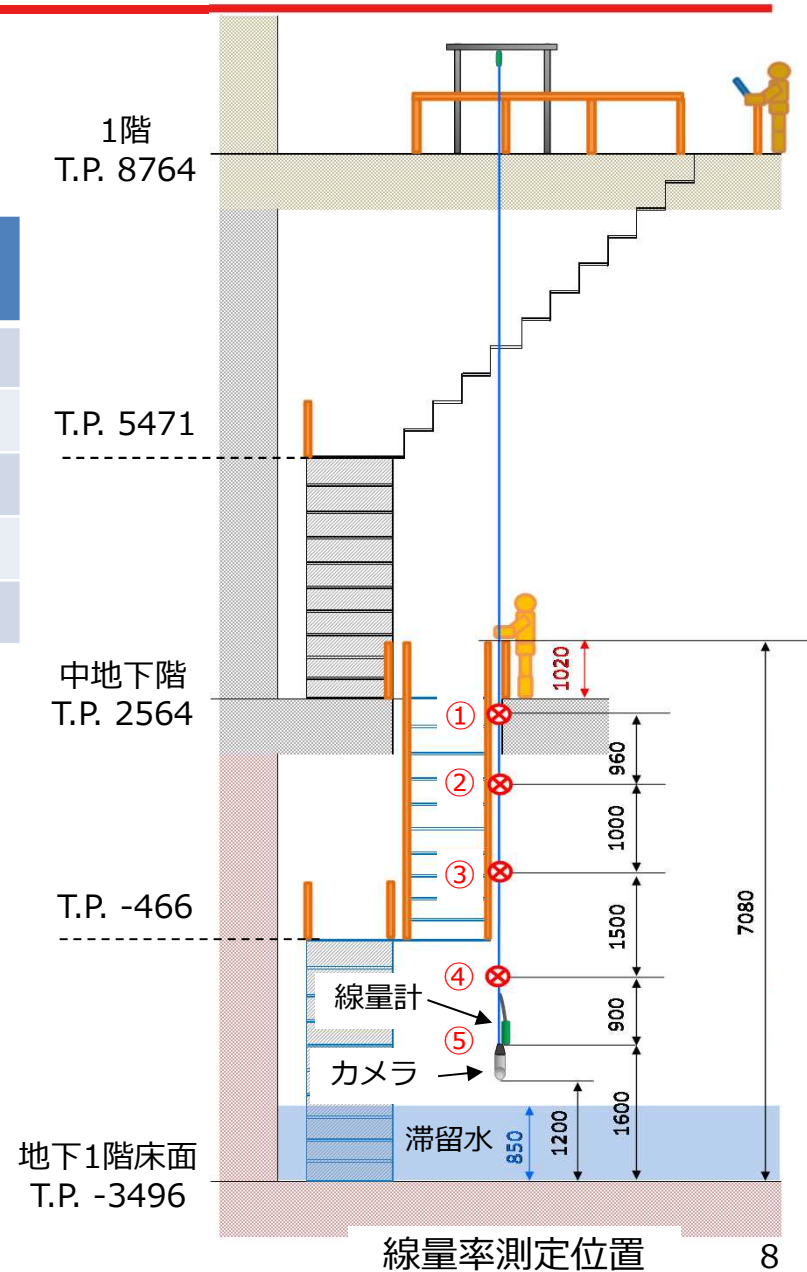 1階
T.P. 8764
T.P. 5471
中地下階
T.P. 2564
1020
①
960
②
1000
③
T.P. -466
1500
7080
④
線量計
900
⑤
カメラ
1600
1200
滞留水
850
地下1階床面
T.P. -3496
線量率測定位置
8